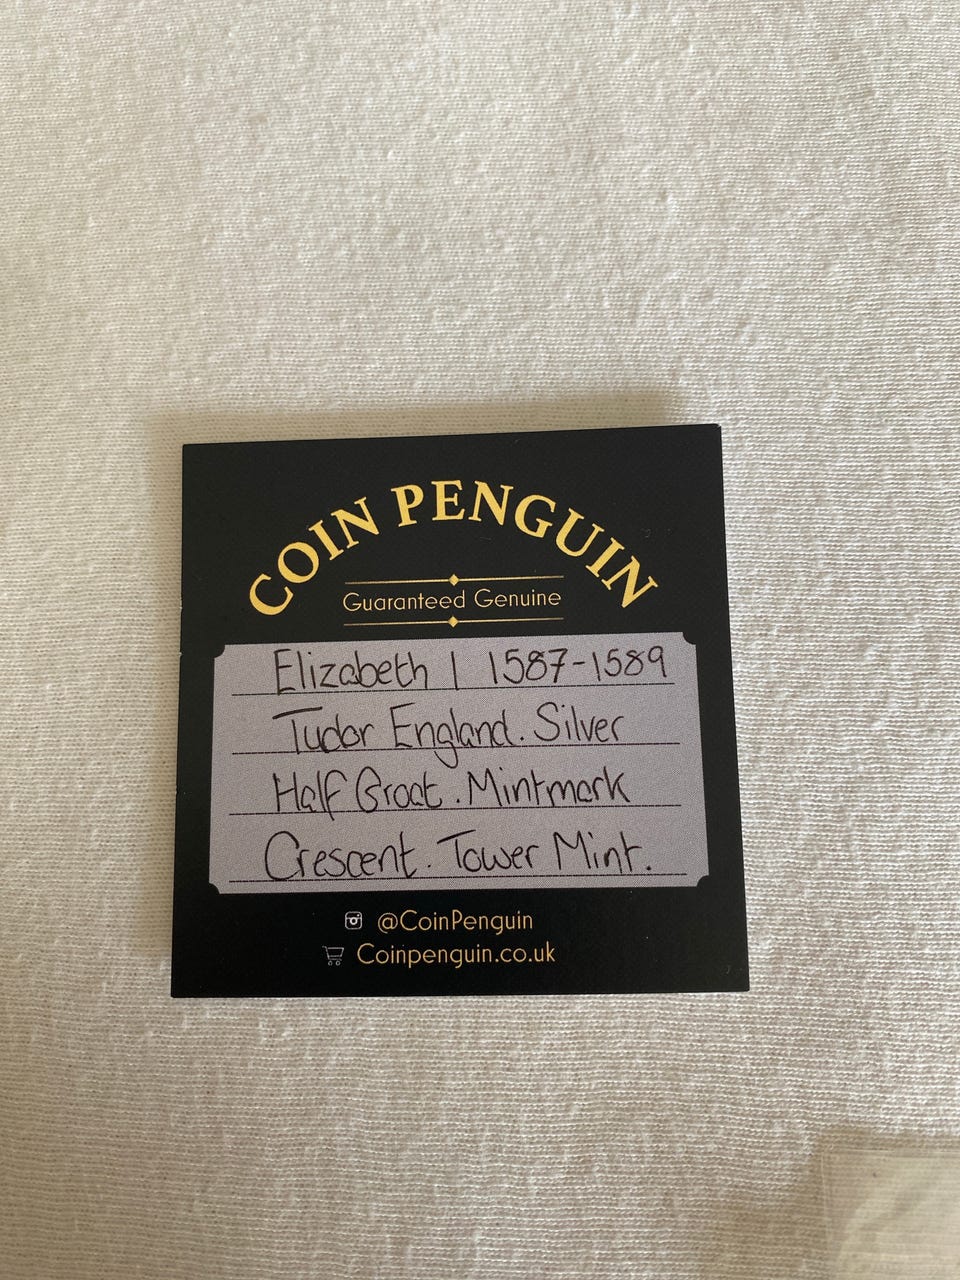 COIN PENGUIN
Guaranteed Genuine
Elizabeth I 1587-1589
Tudor England. Silver
Half Groat. Mintmark
Crescent. Tower Mint.
@CoinPenguin
Coinpenguin.co.uk